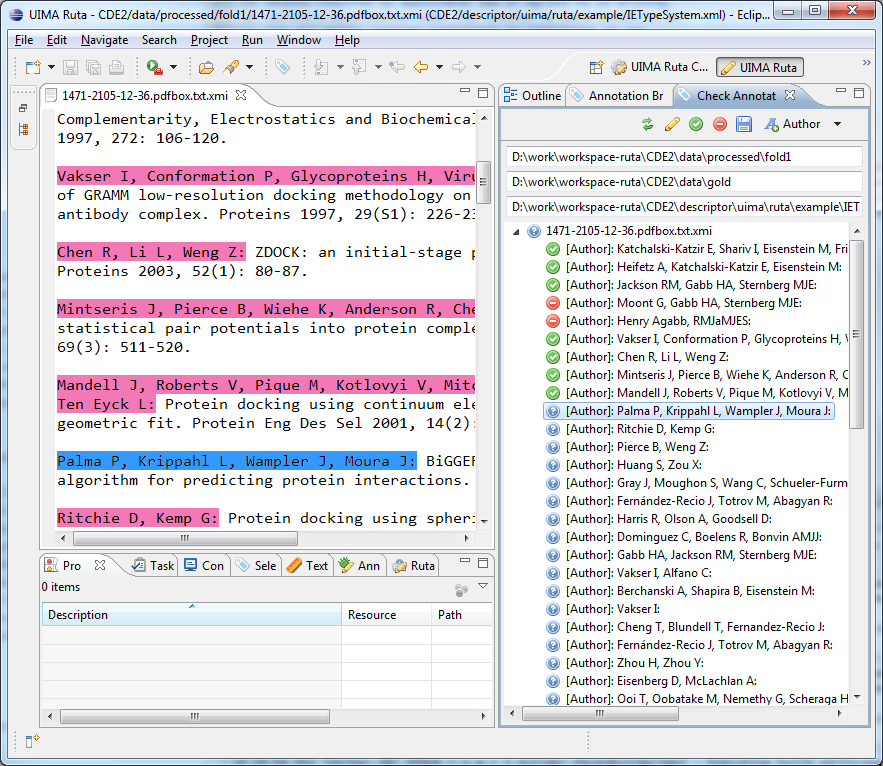 UIMA Ruta - CDE2/data/processed/fold1/1471-2105-12-36.pdfbox.txt.xmi (CDE2/descriptor/uima/ruta/example/IETypeSystem.xml) - Eclip...
File Edit Navigate Search Project Run Window Help
UIMA Ruta C... UIMA Ruta
1471-2105-12-36.pdfbox.txt.xmi
Complementarity, Electrostatics and Biochemical
1997, 272: 106-120.
Vakser I, Conformation P, Glycoproteins H, Viru
of GRAMM low-resolution docking methodology on
antibody complex. Proteins 1997, 29(S1): 226-23
Chen R, Li L, Weng Z: ZDOCK: an initial-stage p
Proteins 2003, 52(1): 80-87.
Mintseris J, Pierce B, Wiehe K, Anderson R, Che
statistical pair potentials into protein comple
69(3): 511-520.
Mandell J, Roberts V, Pique M, Kotlovyi V, Mitc
Ten Eyck L: Protein docking using continuum ele
geometric fit. Protein Eng Des Sel 2001, 14(2):
Palma P, Krippahl L, Wampler J, Moura J: BiGGER
algorithm for predicting protein interactions.
Ritchie D, Kemp G: Protein docking using spheri
Outline Annotation Br Check Annotat
Author
D:\work\workspace-ruta\CDE2\data\processed\fold1
D:\work\workspace-ruta\CDE2\data\gold
D:\work\workspace-ruta\CDE2\descriptor\uima\ruta\example\IET
1471-2105-12-36.pdfbox.txt.xmi
[Author]: Katchalski-Katzir E, Shariv I, Eisenstein M, Fri
[Author]: Heifetz A, Katchalski-Katzir E, Eisenstein M:
[Author]: Jackson RM, Gabb HA, Sternberg MJE:
[Author]: Moont G, Gabb HA, Sternberg MJE:
[Author]: Henry Agabb, RMJaMJES:
[Author]: Vakser I, Conformation P, Glycoproteins H, V
[Author]: Chen R, Li L, Weng Z:
[Author]: Mintseris J, Pierce B, Wiehe K, Anderson R, C
[Author]: Mandell J, Roberts V, Pique M, Kotlovyi V, M
[Author]: Palma P, Krippahl L, Wampler J, Moura J:
[Author]: Ritchie D, Kemp G:
[Author]: Pierce B, Weng Z:
[Author]: Huang S, Zou X:
[Author]: Gray J, Moughon S, Wang C, Schueler-Furm
[Author]: Fernández-Recio J, Totrov M, Abagyan R:
[Author]: Harris R, Olson A, Goodsell D:
[Author]: Dominguez C, Boelens R, Bonvin AMJJ:
[Author]: Gabb HA, Jackson RM, Sternberg MJE:
[Author]: Vakser I, Alfano C:
[Author]: Berchanski A, Shapira B, Eisenstein M:
[Author]: Vakser I:
[Author]: Cheng T, Blundell T, Fernandez-Recio J:
[Author]: Fernández-Recio J, Totrov M, Abagyan R:
[Author]: Zhou H, Zhou Y:
[Author]: Eisenberg D, McLachlan A:
[Author]: Ooi T, Oobatake M, Nemethy G, Scheraga H
Pro Task Con Sele Text Ann Ruta
0 items
Description Resource Path